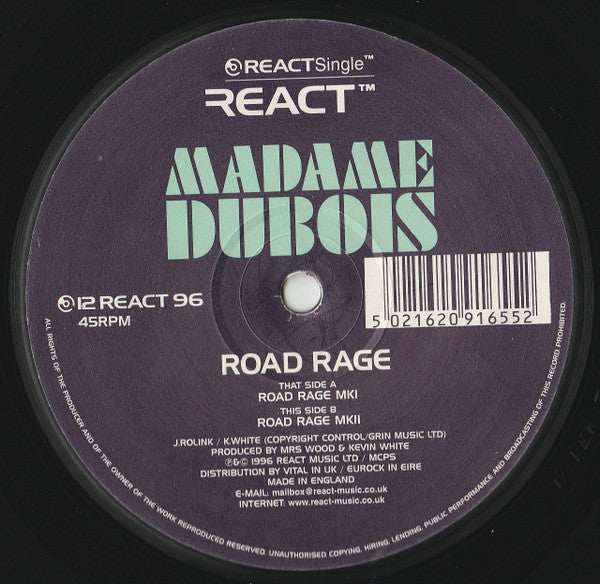 REACTSingle™
REACT™
MADAME
DUBOIS
12 REACT 96
45RPM
5 021620 916552
ROAD RAGE
THAT SIDE A
ROAD RAGE MKI
THIS SIDE B
ROAD RAGE MKII
J.ROLINK / K.WHITE (COPYRIGHT CONTROL/GRIN MUSIC LTD)
PRODUCED BY MRS WOOD & KEVIN WHITE
℗&© 1996 REACT MUSIC LTD / MCPS
DISTRIBUTION BY VITAL IN UK / EUROCK IN EIRE
MADE IN ENGLAND
E-MAIL: mailbox@react-music.co.uk
INTERNET: www.react-music.co.uk
ALL RIGHTS OF THE PRODUCER AND OF THE OWNER OF THE WORK REPRODUCED RESERVED. UNAUTHORISED COPYING, HIRING, LENDING, PUBLIC PERFORMANCE AND BROADCASTING OF THIS RECORD PROHIBITED.